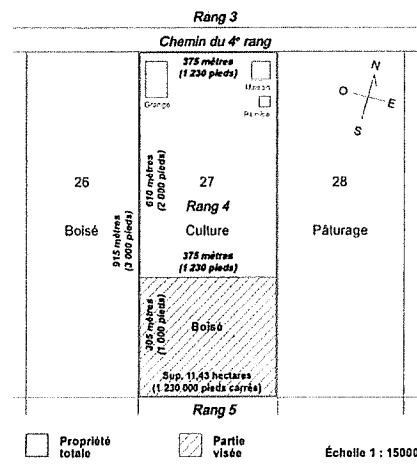 Rang 3
Chemin du 4e rang
375 mètres
(1 230 pieds)
Grange
Maison
Remise
N
O
E
S
610 mètres
(2 000 pieds)
26
Boisé
27
Rang 4
Culture
28
Pâturage
915 mètres
(3 000 pieds)
375 mètres
(1 230 pieds)
305 mètres
(1 000 pieds)
Boisé
Sup. 11,43 hectares
(1 230 000 pieds carrés)
Rang 5
Propriété
totale
Partie
visée
Échelle 1 : 15000